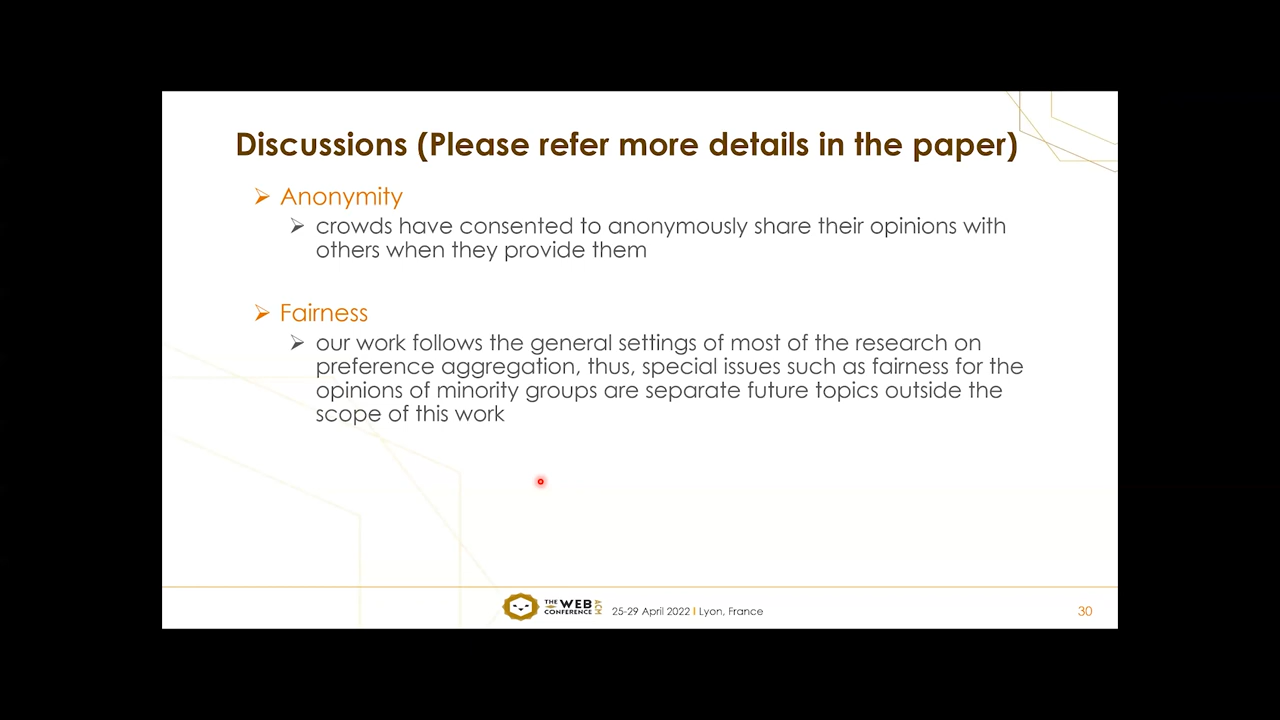 Discussions (Please refer more details in the paper)
Anonymity
crowds have consented to anonymously share their opinions with
others when they provide them
Fairness
our work follows the general settings of most of the research on
preference aggregation, thus, special issues such as fairness for the
opinions of minority groups are separate future topics outside the
scope of this work
THE WEB CONFERENCE ACM
25-29 April 2022 | Lyon, France
30